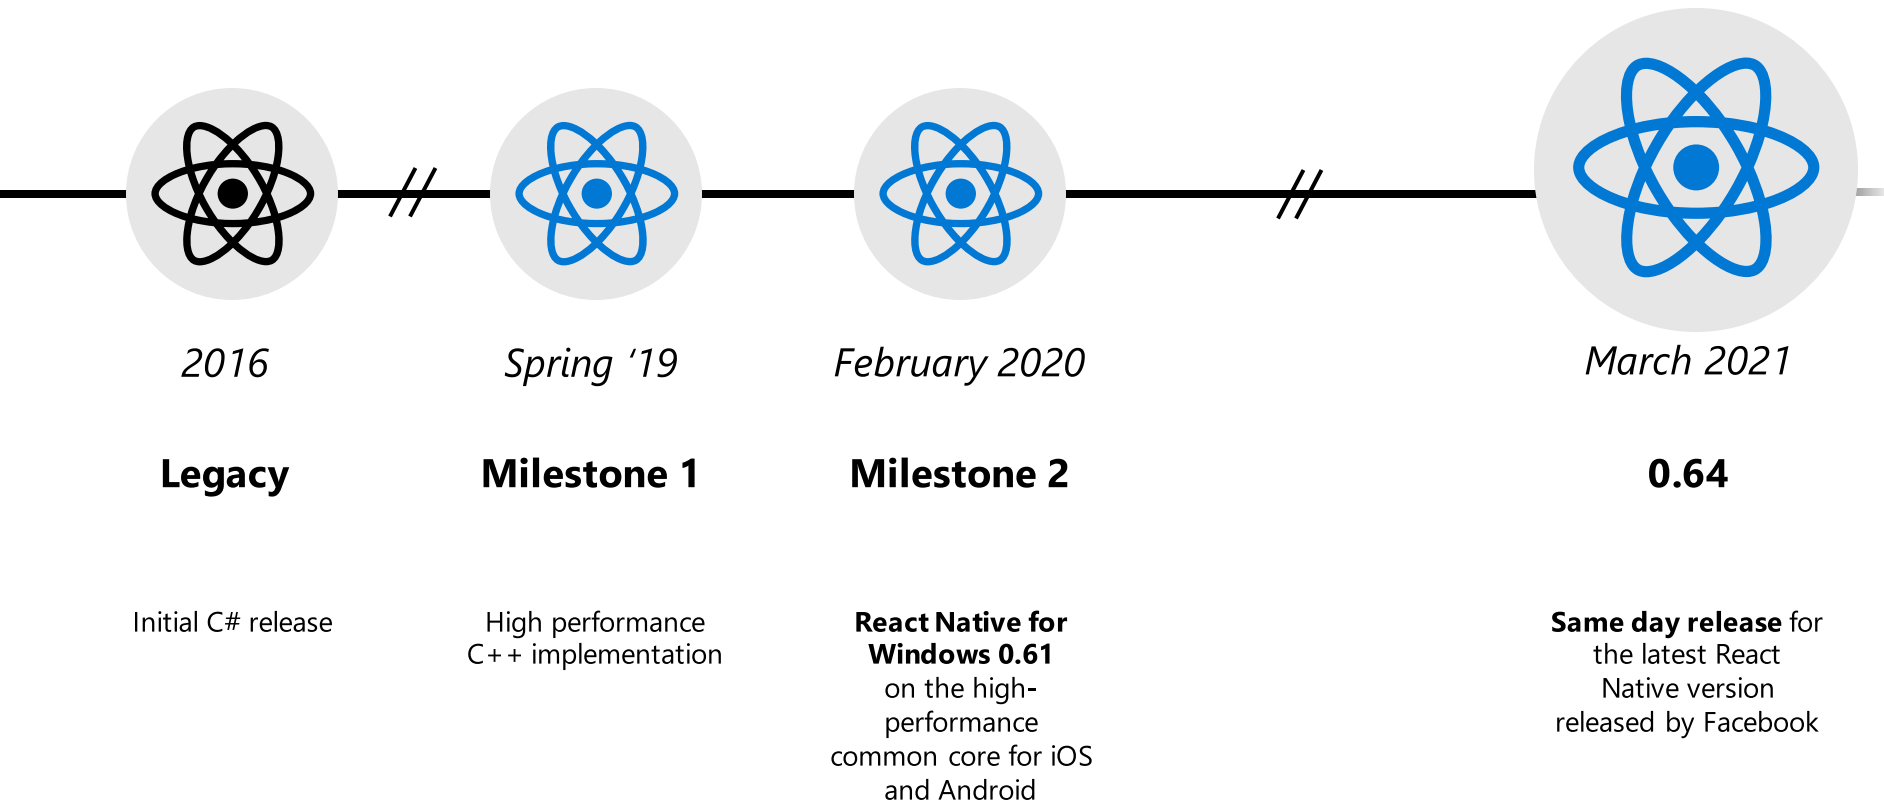 2016
Spring ‘19
February 2020
March 2021
Legacy
Milestone 1
Milestone 2
0.64
Initial C# release
High performance
C++ implementation
React Native for
Windows 0.61
on the high-
performance
common core for iOS
and Android
Same day release for
the latest React
Native version
released by Facebook